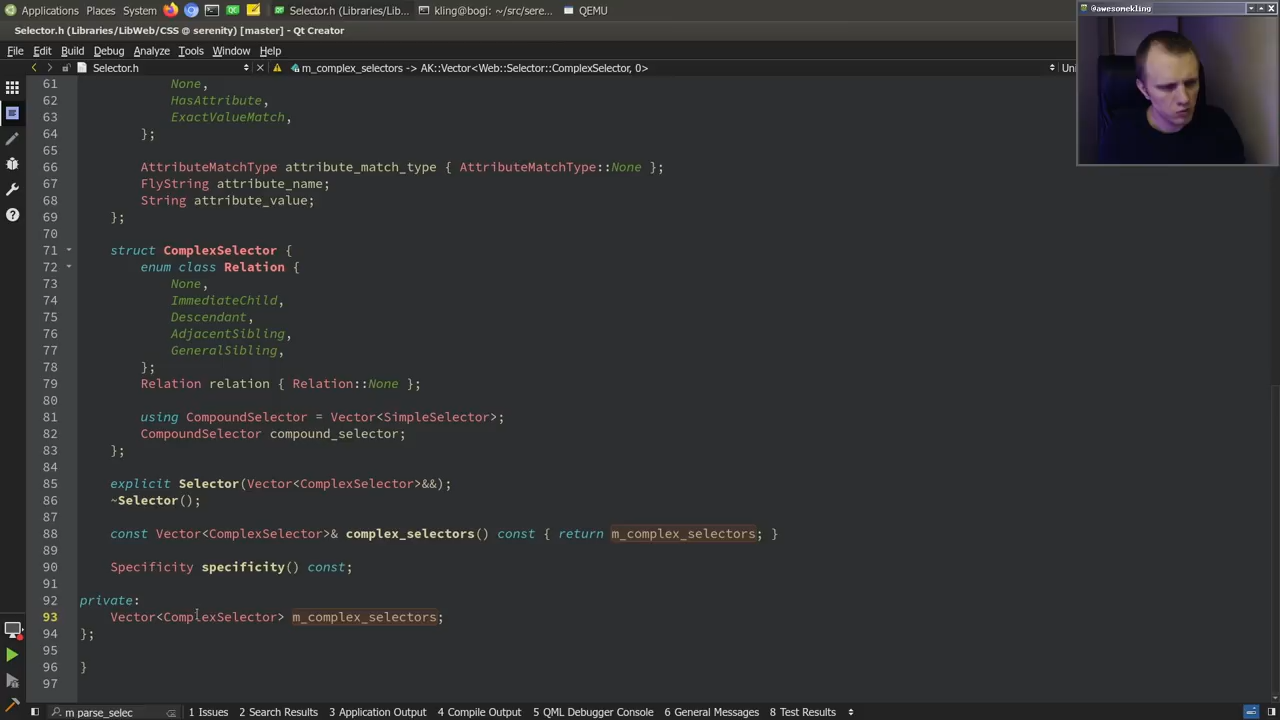 Applications Places System Selector.h (Libraries/Lib... kling@bogi: ~/src/sere... QEMU
@awesomekling
Selector.h (Libraries/LibWeb/CSS @ serenity) [master] - Qt Creator
File Edit Build Debug Analyze Tools Window Help
Selector.h m_complex_selectors -> AK::Vector<Web::Selector::ComplexSelector, 0> Uni
61 None,
62 HasAttribute,
63 ExactValueMatch,
64 };
65
66 AttributeMatchType attribute_match_type { AttributeMatchType::None };
67 FlyString attribute_name;
68 String attribute_value;
69 };
70
71 struct ComplexSelector {
72 enum class Relation {
73 None,
74 ImmediateChild,
75 Descendant,
76 AdjacentSibling,
77 GeneralSibling,
78 };
79 Relation relation { Relation::None };
80
81 using CompoundSelector = Vector<SimpleSelector>;
82 CompoundSelector compound_selector;
83 };
84
85 explicit Selector(Vector<ComplexSelector>&&);
86 ~Selector();
87
88 const Vector<ComplexSelector>& complex_selectors() const { return m_complex_selectors; }
89
90 Specificity specificity() const;
91
92 private:
93 Vector<ComplexSelector> m_complex_selectors;
94 };
95
96 }
97
m parse_selec 1 Issues 2 Search Results 3 Application Output 4 Compile Output 5 QML Debugger Console 6 General Messages 8 Test Results